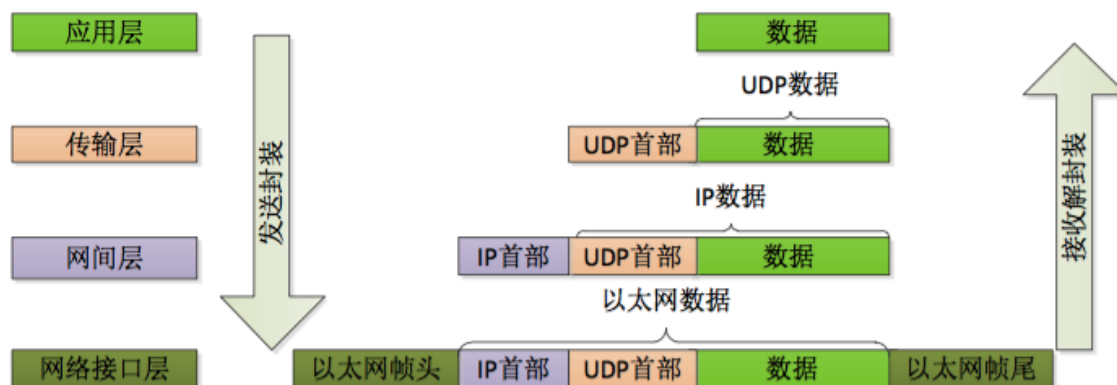 应用层
数据
UDP数据
传输层
UDP首部
数据
发送封装
接收解封装
IP数据
网间层
IP首部
UDP首部
数据
以太网数据
网络接口层
以太网帧头
IP首部
UDP首部
数据
以太网帧尾